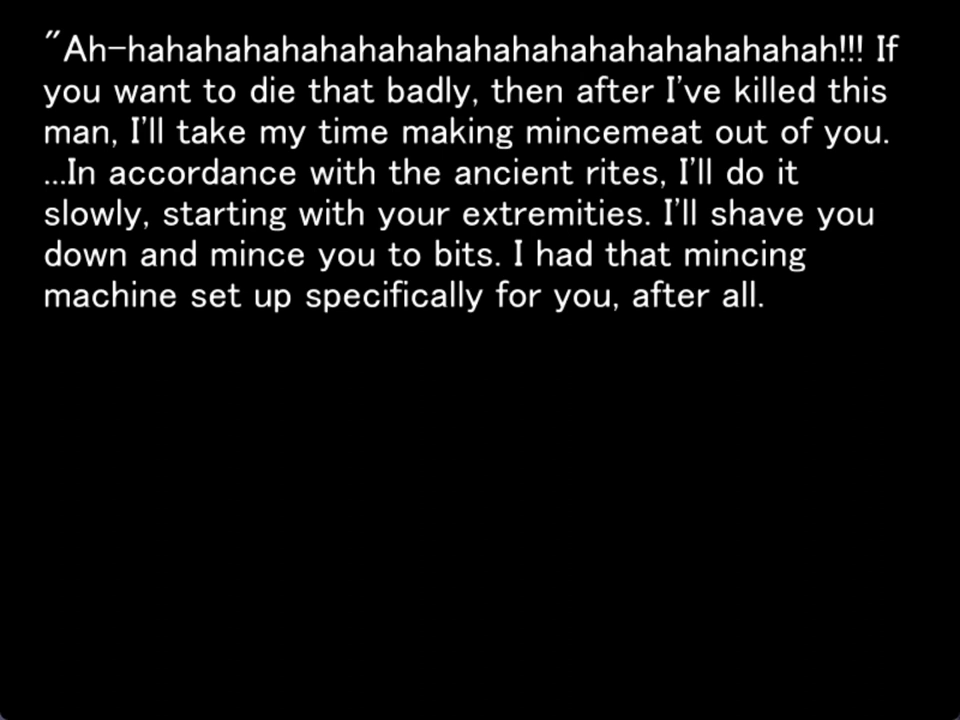 "Ah-hahahahahahahahahahahahahahahahahahah!!! If
you want to die that badly, then after I've killed this
man, I'll take my time making mincemeat out of you.
...In accordance with the ancient rites, I'll do it
slowly, starting with your extremities. I'll shave you
down and mince you to bits. I had that mincing
machine set up specifically for you, after all.